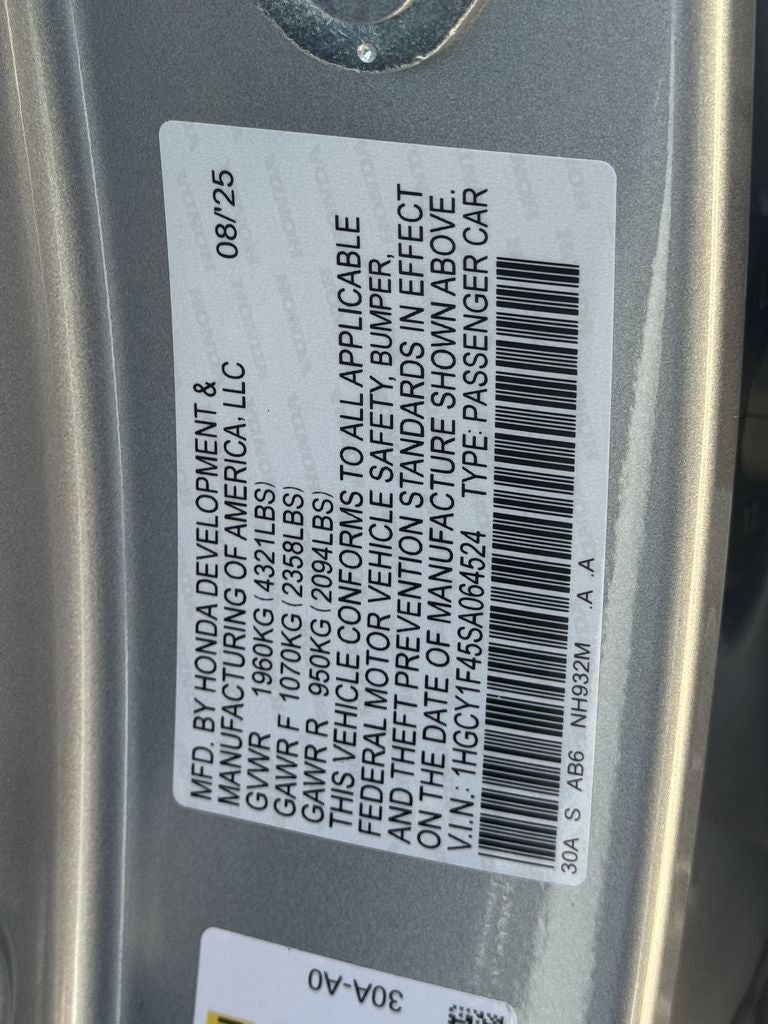 MFD. BY HONDA DEVELOPMENT &
MANUFACTURING OF AMERICA, LLC 08/'25
GVWR 1960KG (4321LBS)
GAWR F 1070KG (2358LBS)
GAWR R 950KG (2094LBS)
THIS VEHICLE CONFORMS TO ALL APPLICABLE
FEDERAL MOTOR VEHICLE SAFETY, BUMPER,
AND THEFT PREVENTION STANDARDS IN EFFECT
ON THE DATE OF MANUFACTURE SHOWN ABOVE.
V.I.N.: 1HGCY1F45SA064524 TYPE: PASSENGER CAR
30A S AB6 NH932M .A .A
30A-A0